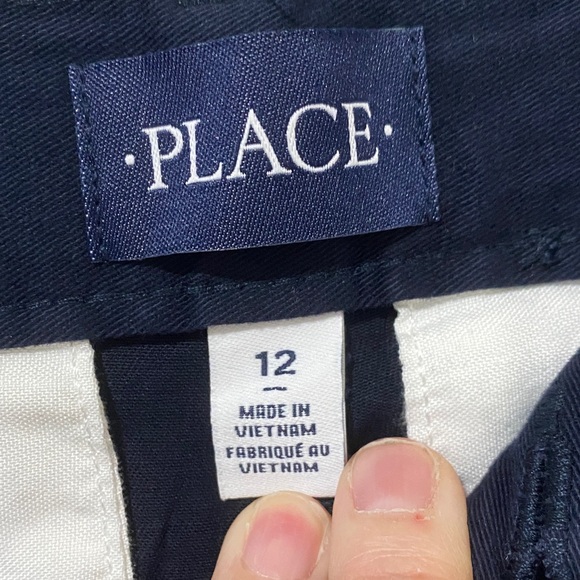 ·PLACE·
12
MADE IN
VIETNAM
FABRIQUÉ AU
VIETNAM